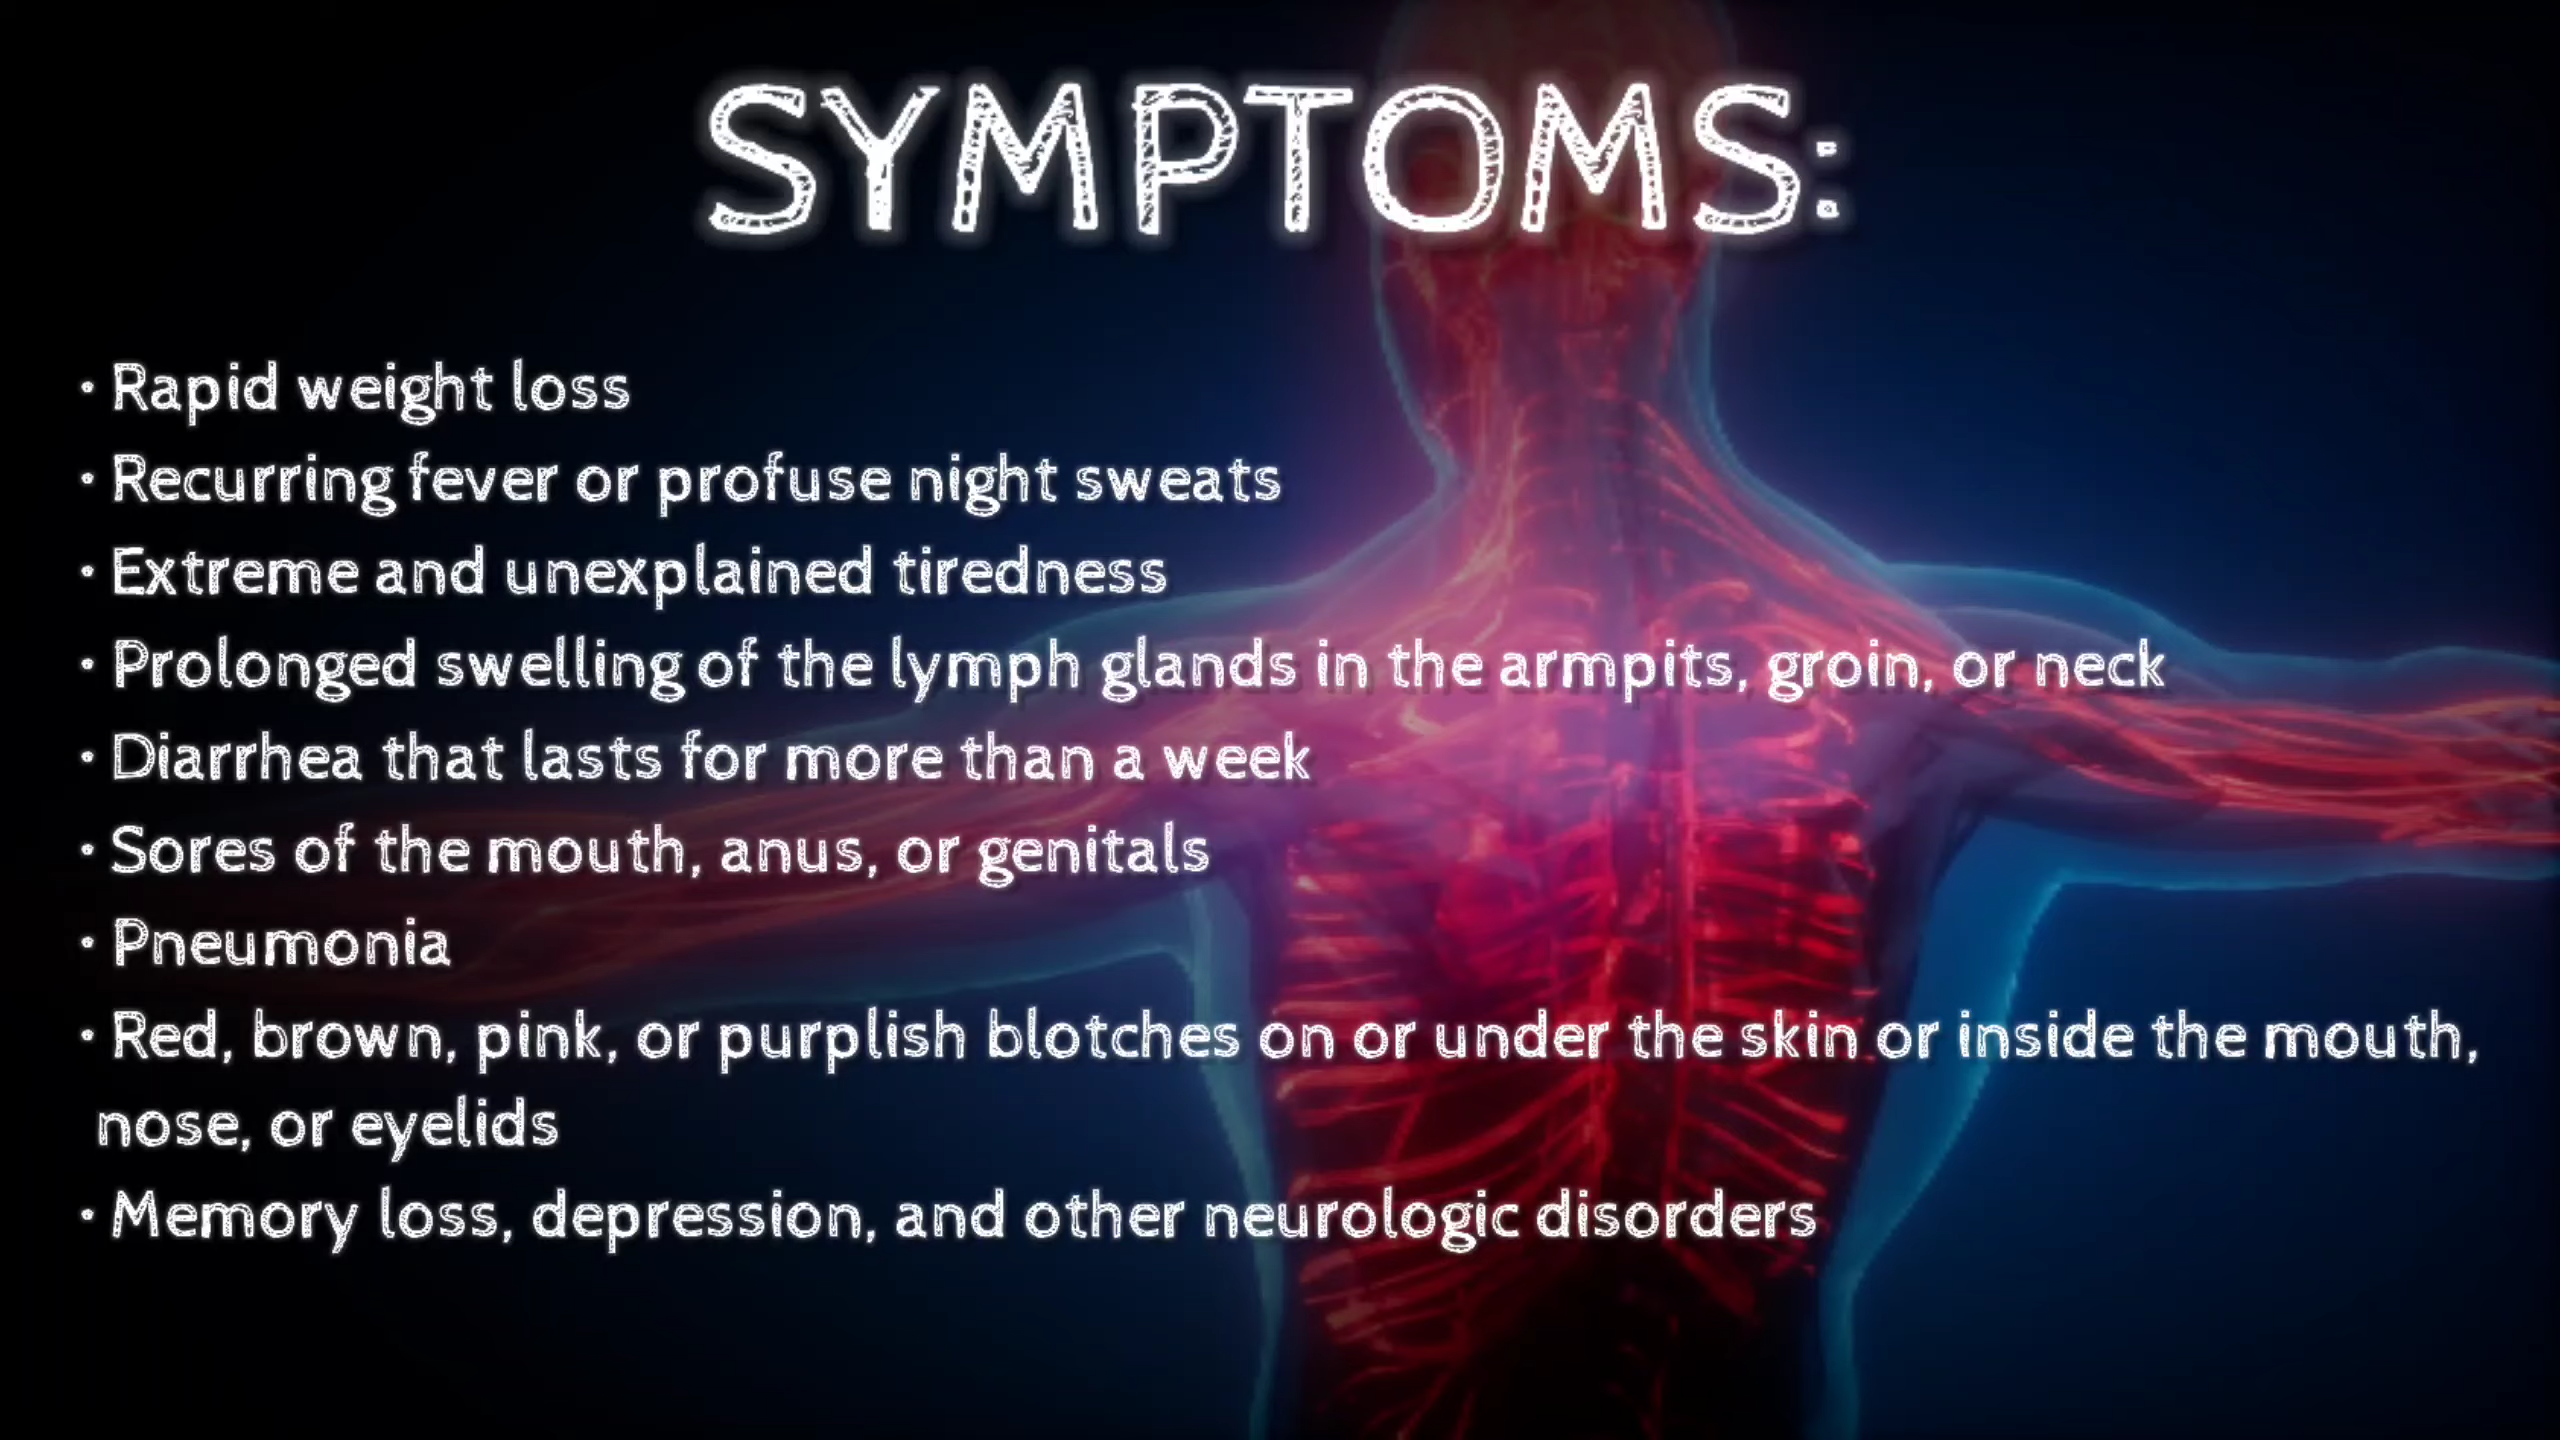 SYMPTOMS:
• Rapid weight loss
• Recurring fever or profuse night sweats
• Extreme and unexplained tiredness
• Prolonged swelling of the lymph glands in the armpits, groin, or neck
• Diarrhea that lasts for more than a week
• Sores of the mouth, anus, or genitals
• Pneumonia
• Red, brown, pink, or purplish blotches on or under the skin or inside the mouth,
nose, or eyelids
• Memory loss, depression, and other neurologic disorders